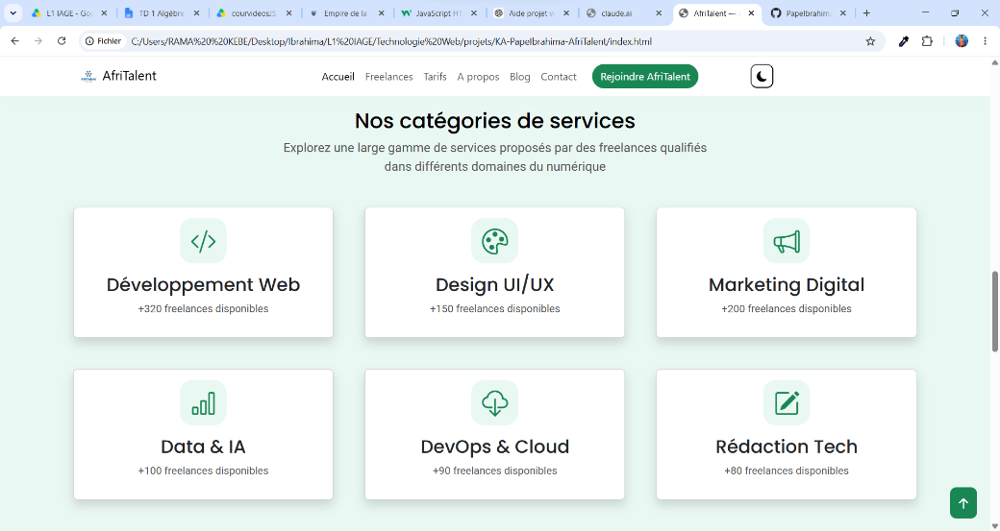 L1 IAGE - Goo
TD 1 Algèbre
courvideosJS
Empire de la
JavaScript HT
Aide projet w
claude.ai
AfriTalent —
PapeIbrahima
Fichier
C:/Users/RAMA%20%20KEBE/Desktop/Ibrahima/L1%20IAGE/Technologie%20Web/projets/KA-PapeIbrahima-AfriTalent/index.html
AfriTalent
Accueil
Freelances
Tarifs
A propos
Blog
Contact
Rejoindre AfriTalent
Nos catégories de services
Explorez une large gamme de services proposés par des freelances qualifiés
dans différents domaines du numérique
Développement Web
+320 freelances disponibles
Design UI/UX
+150 freelances disponibles
Marketing Digital
+200 freelances disponibles
Data & IA
+100 freelances disponibles
DevOps & Cloud
+90 freelances disponibles
Rédaction Tech
+80 freelances disponibles